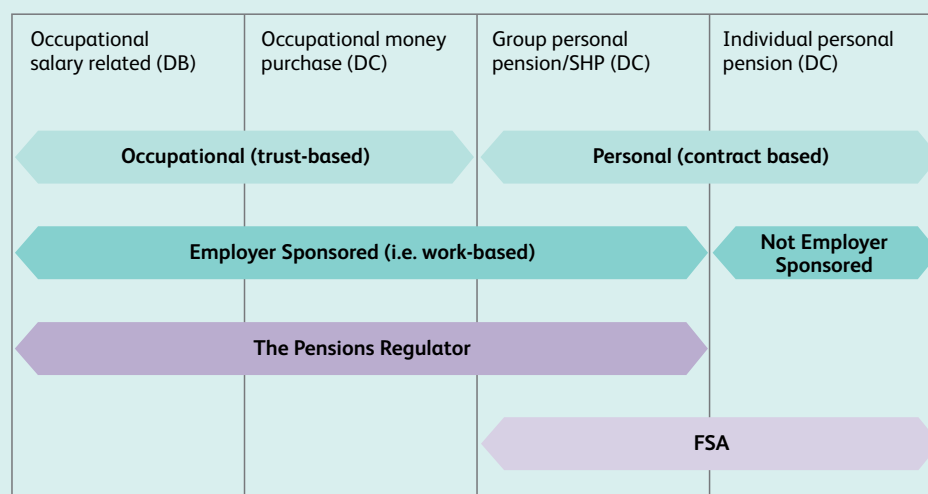 Occupational
salary related (DB)
Occupational money
purchase (DC)
Group personal
pension/SHP (DC)
Individual personal
pension (DC)
Occupational (trust-based)
Personal (contract based)
Employer Sponsored (i.e. work-based)
Not Employer
Sponsored
The Pensions Regulator
FSA